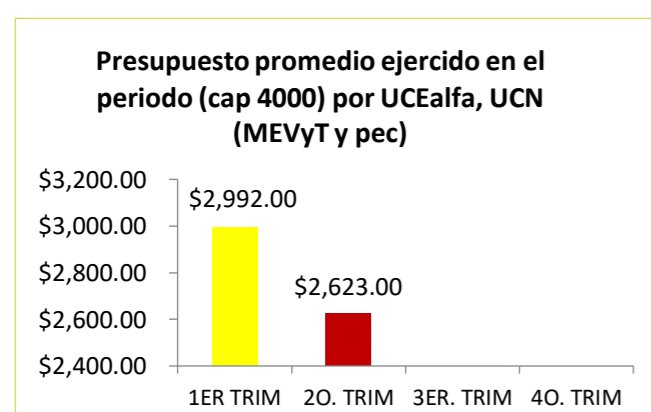 Presupuesto promedio ejercido en el
periodo (cap 4000) por UCEalfa, UCN
(MEVyT y pec)
$3,200.00
$3,000.00
$2,800.00
$2,600.00
$2,400.00
$2,992.00
$2,623.00
1ER TRIM 2O. TRIM 3ER. TRIM 4O. TRIM